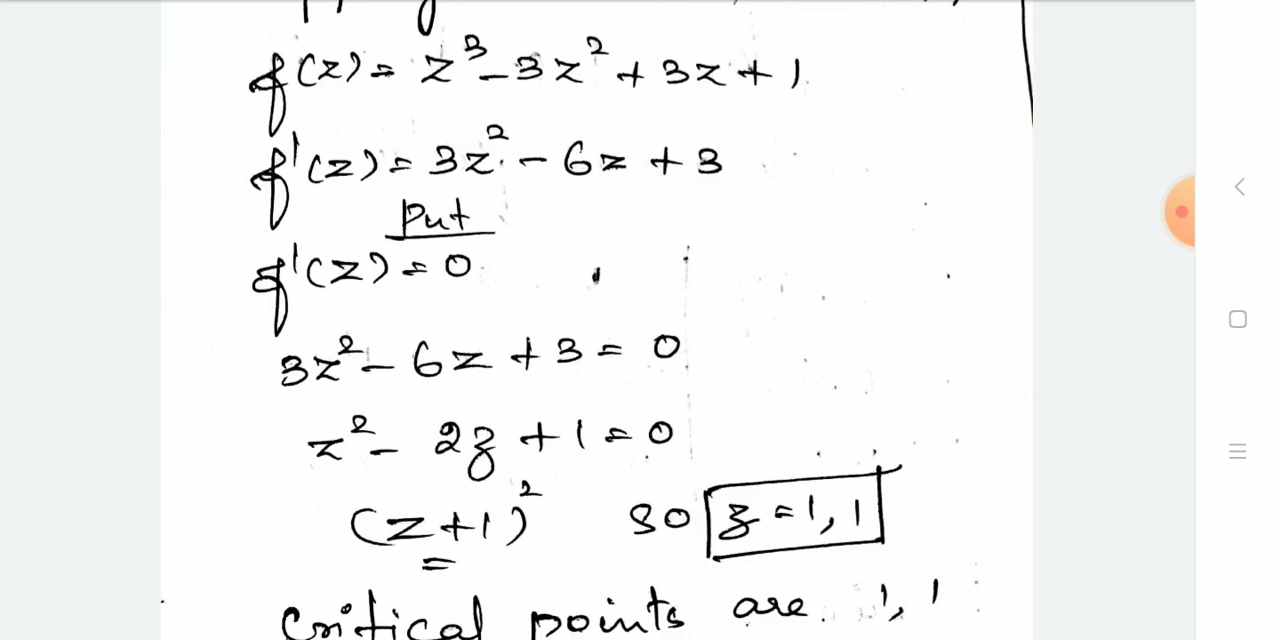 f(z) = z³ - 3z² + 3z + 1
f'(z) = 3z² - 6z + 3
Put
f'(z) = 0
3z² - 6z + 3 = 0
z² - 2z + 1 = 0
(z+1)² so z = 1, 1
Critical points are 1, 1